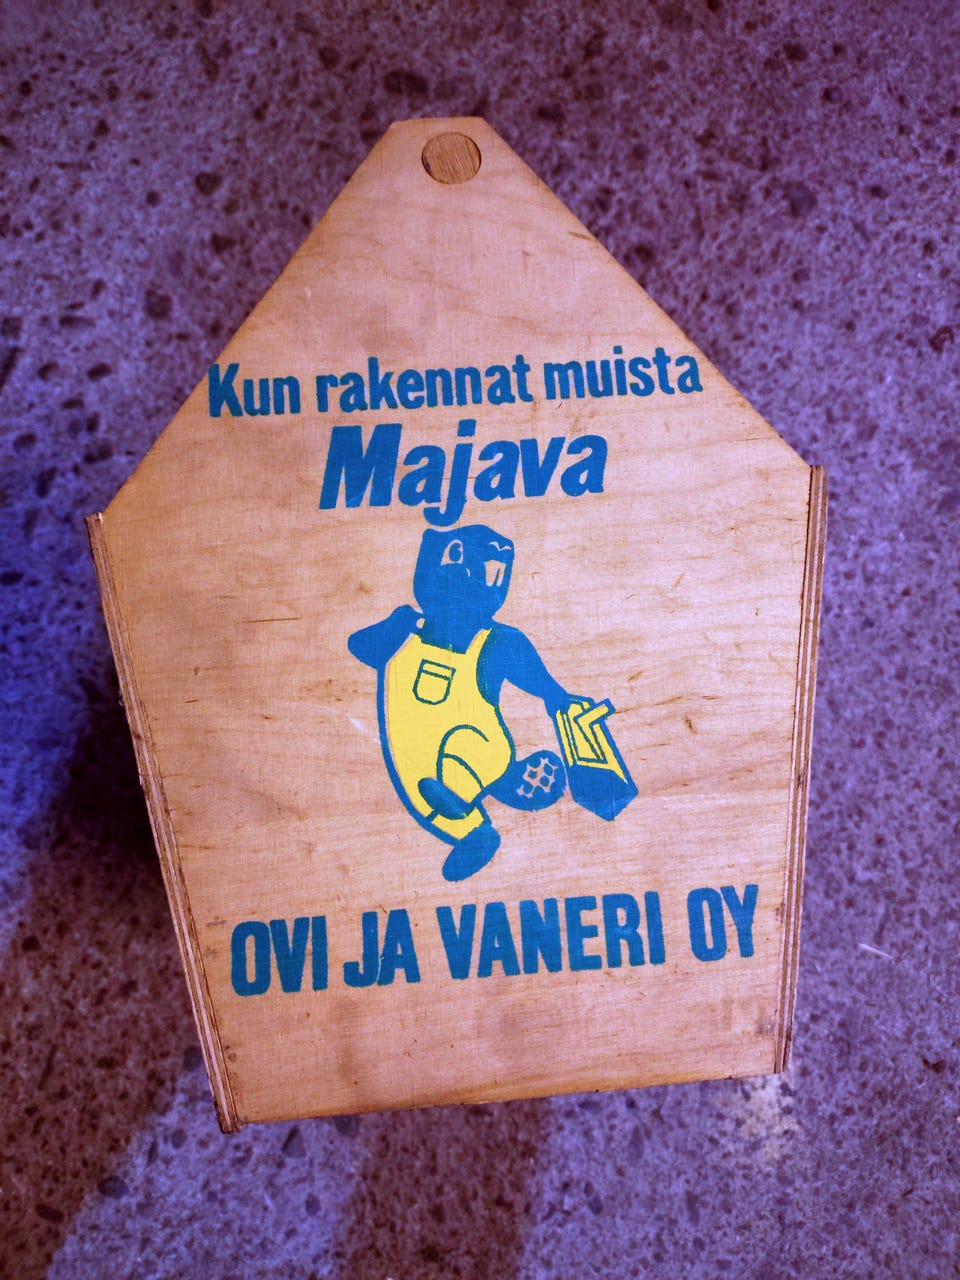 Kun rakennat muista
Majava
OVI JA VANERI OY